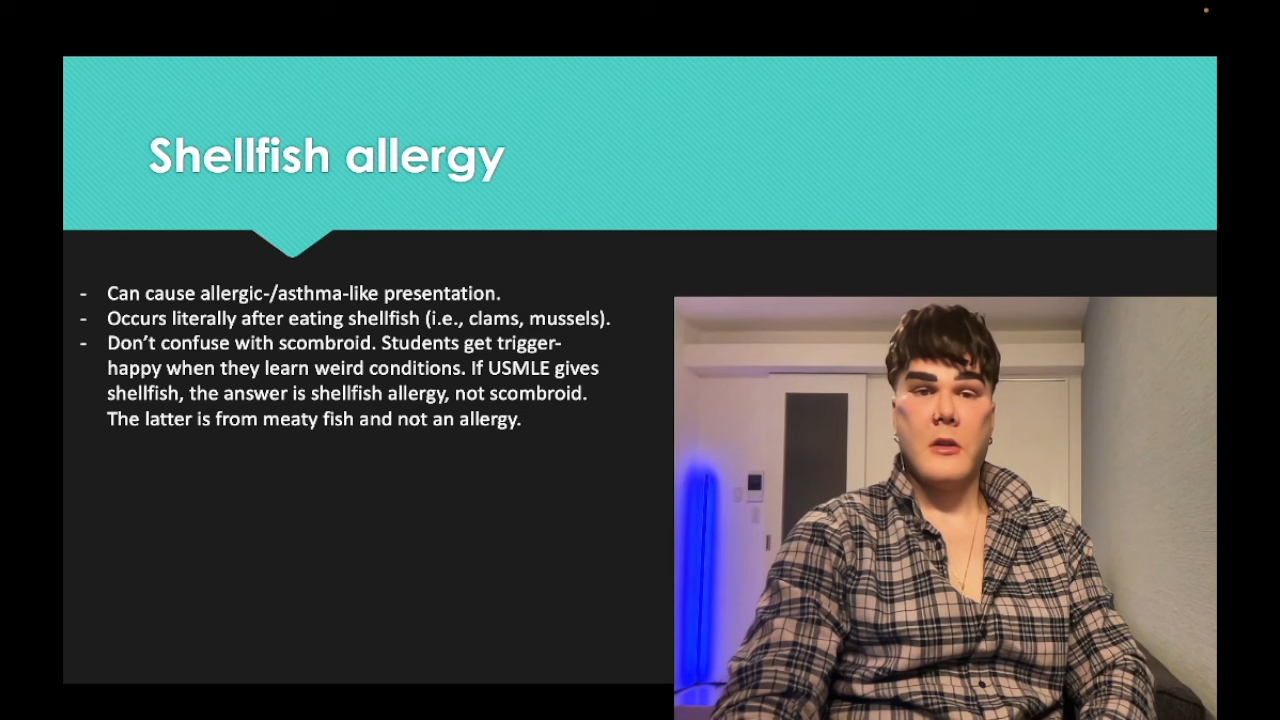 Shellfish allergy
- Can cause allergic-/asthma-like presentation.
- Occurs literally after eating shellfish (i.e., clams, mussels).
- Don’t confuse with scombroid. Students get trigger-
happy when they learn weird conditions. If USMLE gives
shellfish, the answer is shellfish allergy, not scombroid.
The latter is from meaty fish and not an allergy.